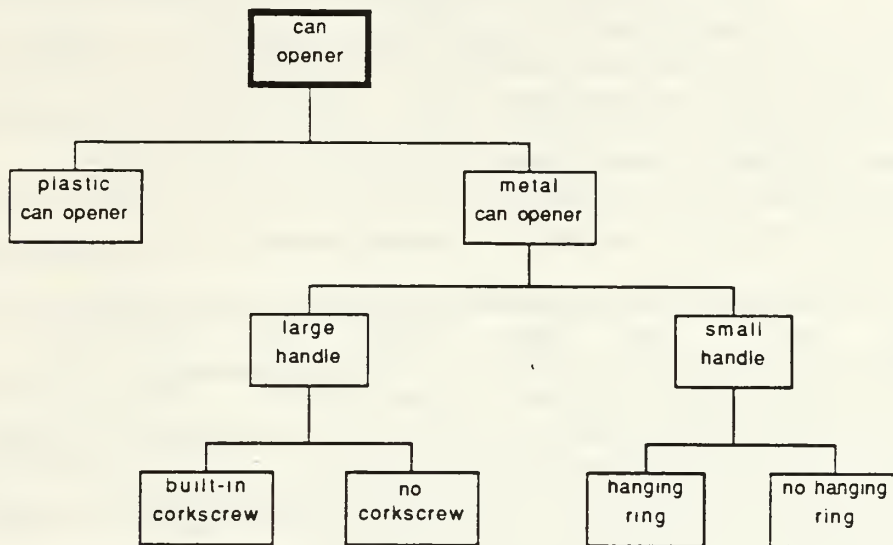 can
opener
plastic
can opener
metal
can opener
large
handle
small
handle
built-in
corkscrew
no
corkscrew
hanging
ring
no hanging
ring